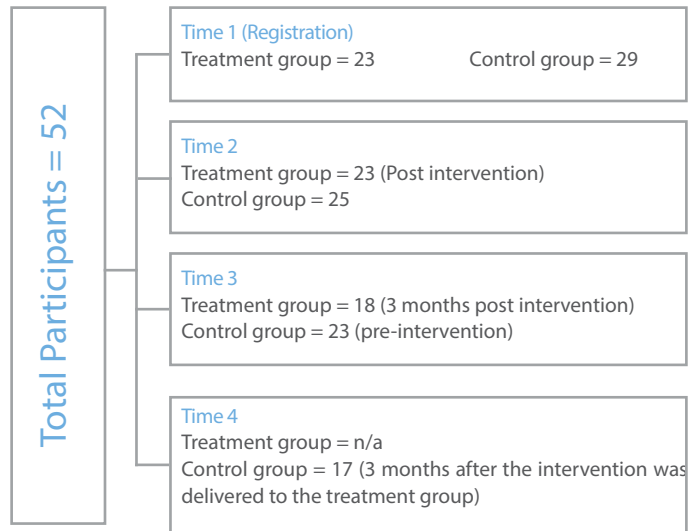 Total Participants = 52
Time 1 (Registration)
Treatment group = 23 Control group = 29
Time 2
Treatment group = 23 (Post intervention)
Control group = 25
Time 3
Treatment group = 18 (3 months post intervention)
Control group = 23 (pre-intervention)
Time 4
Treatment group = n/a
Control group = 17 (3 months after the intervention was
delivered to the treatment group)